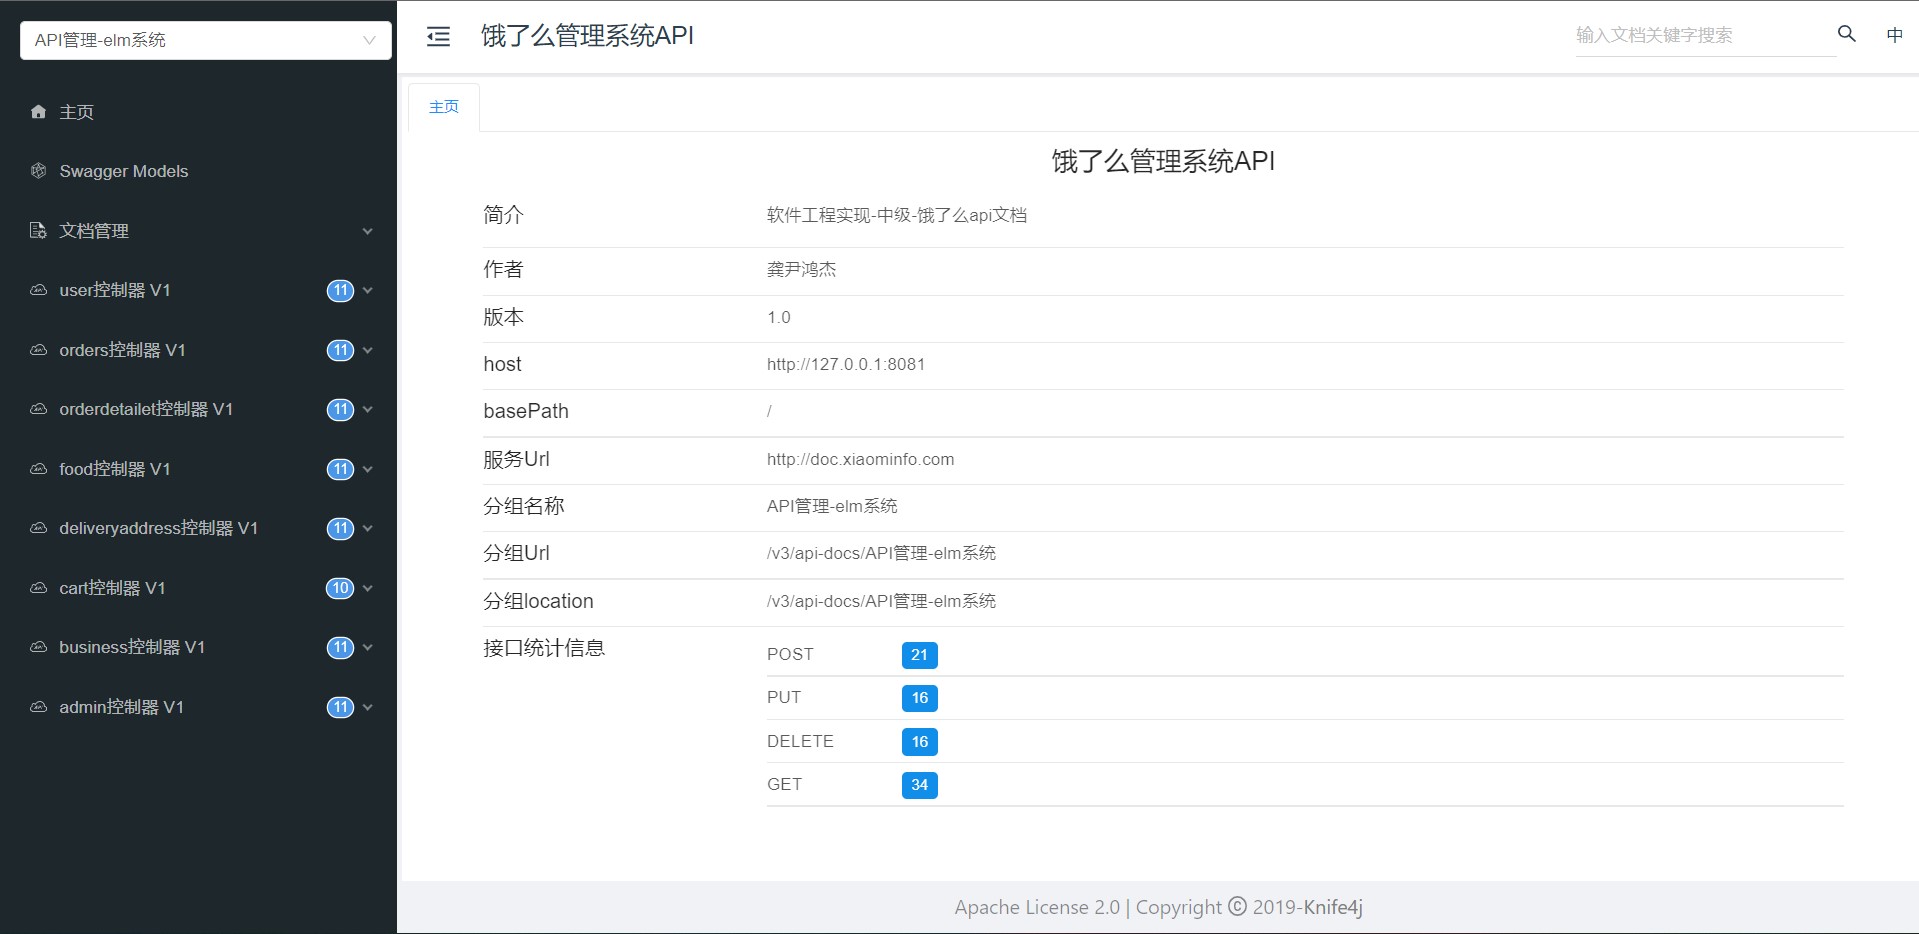 API管理-elm系统
主页
Swagger Models
文档管理
user控制器 V1 11
orders控制器 V1 11
orderdetailet控制器 V1 11
food控制器 V1 11
deliveryaddress控制器 V1 11
cart控制器 V1 10
business控制器 V1 11
admin控制器 V1 11
饿了么管理系统API
输入文档关键字搜索
中
主页
饿了么管理系统API
简介 软件工程实现-中级-饿了么api文档
作者 龚尹鸿杰
版本 1.0
host http://127.0.0.1:8081
basePath /
服务Url http://doc.xiaominfo.com
分组名称 API管理-elm系统
分组Url /v3/api-docs/API管理-elm系统
分组location /v3/api-docs/API管理-elm系统
接口统计信息
POST 21
PUT 16
DELETE 16
GET 34
Apache License 2.0 | Copyright © 2019-Knife4j